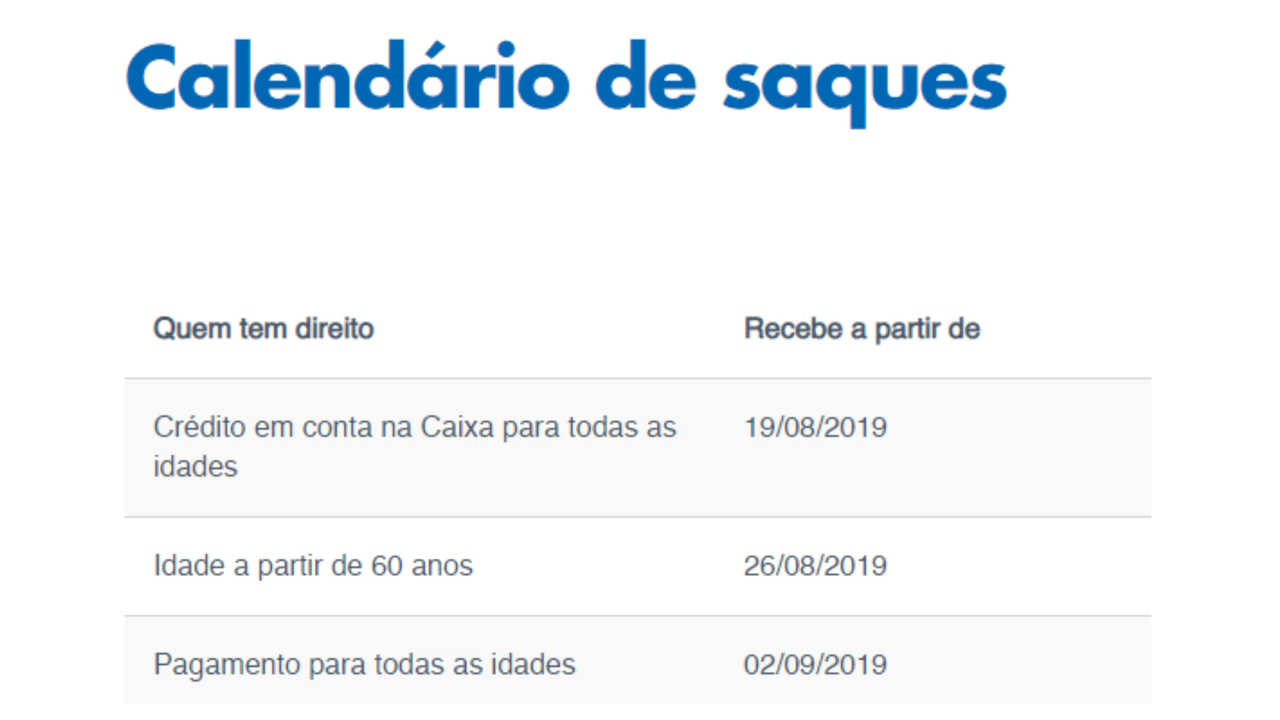 Calendário de saques
Quem tem direito
Recebe a partir de
Crédito em conta na Caixa para todas as
idades
19/08/2019
Idade a partir de 60 anos
26/08/2019
Pagamento para todas as idades
02/09/2019